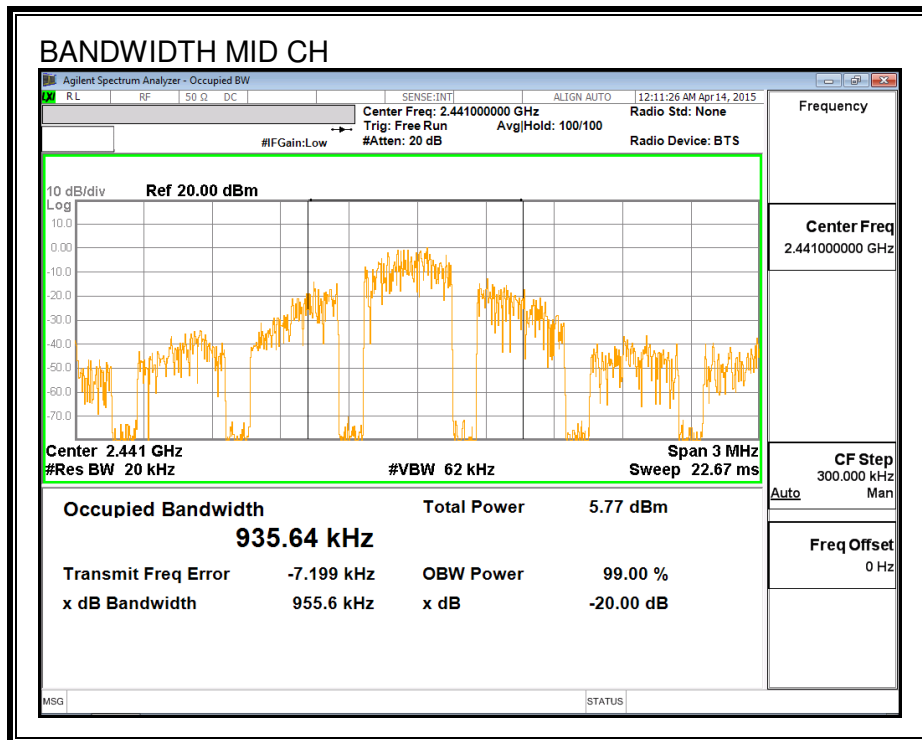 BANDWIDTH MID CH
Agilent Spectrum Analyzer - Occupied BW
LXI RL RF 50 Ω DC SENSE:INT ALIGN AUTO 12:11:26 AM Apr 14, 2015
Center Freq: 2.441000000 GHz Radio Std: None
Trig: Free Run Avg|Hold: 100/100
#IFGain:Low #Atten: 20 dB Radio Device: BTS
Frequency
10 dB/div Ref 20.00 dBm
Log
10.0
0.00
-10.0
-20.0
-30.0
-40.0
-50.0
-60.0
-70.0
Center 2.441 GHz Span 3 MHz
#Res BW 20 kHz #VBW 62 kHz Sweep 22.67 ms
Occupied Bandwidth Total Power 5.77 dBm
935.64 kHz
Transmit Freq Error -7.199 kHz OBW Power 99.00 %
x dB Bandwidth 955.6 kHz x dB -20.00 dB
Center Freq
2.441000000 GHz
CF Step
300.000 kHz
Auto Man
Freq Offset
0 Hz
MSG STATUS